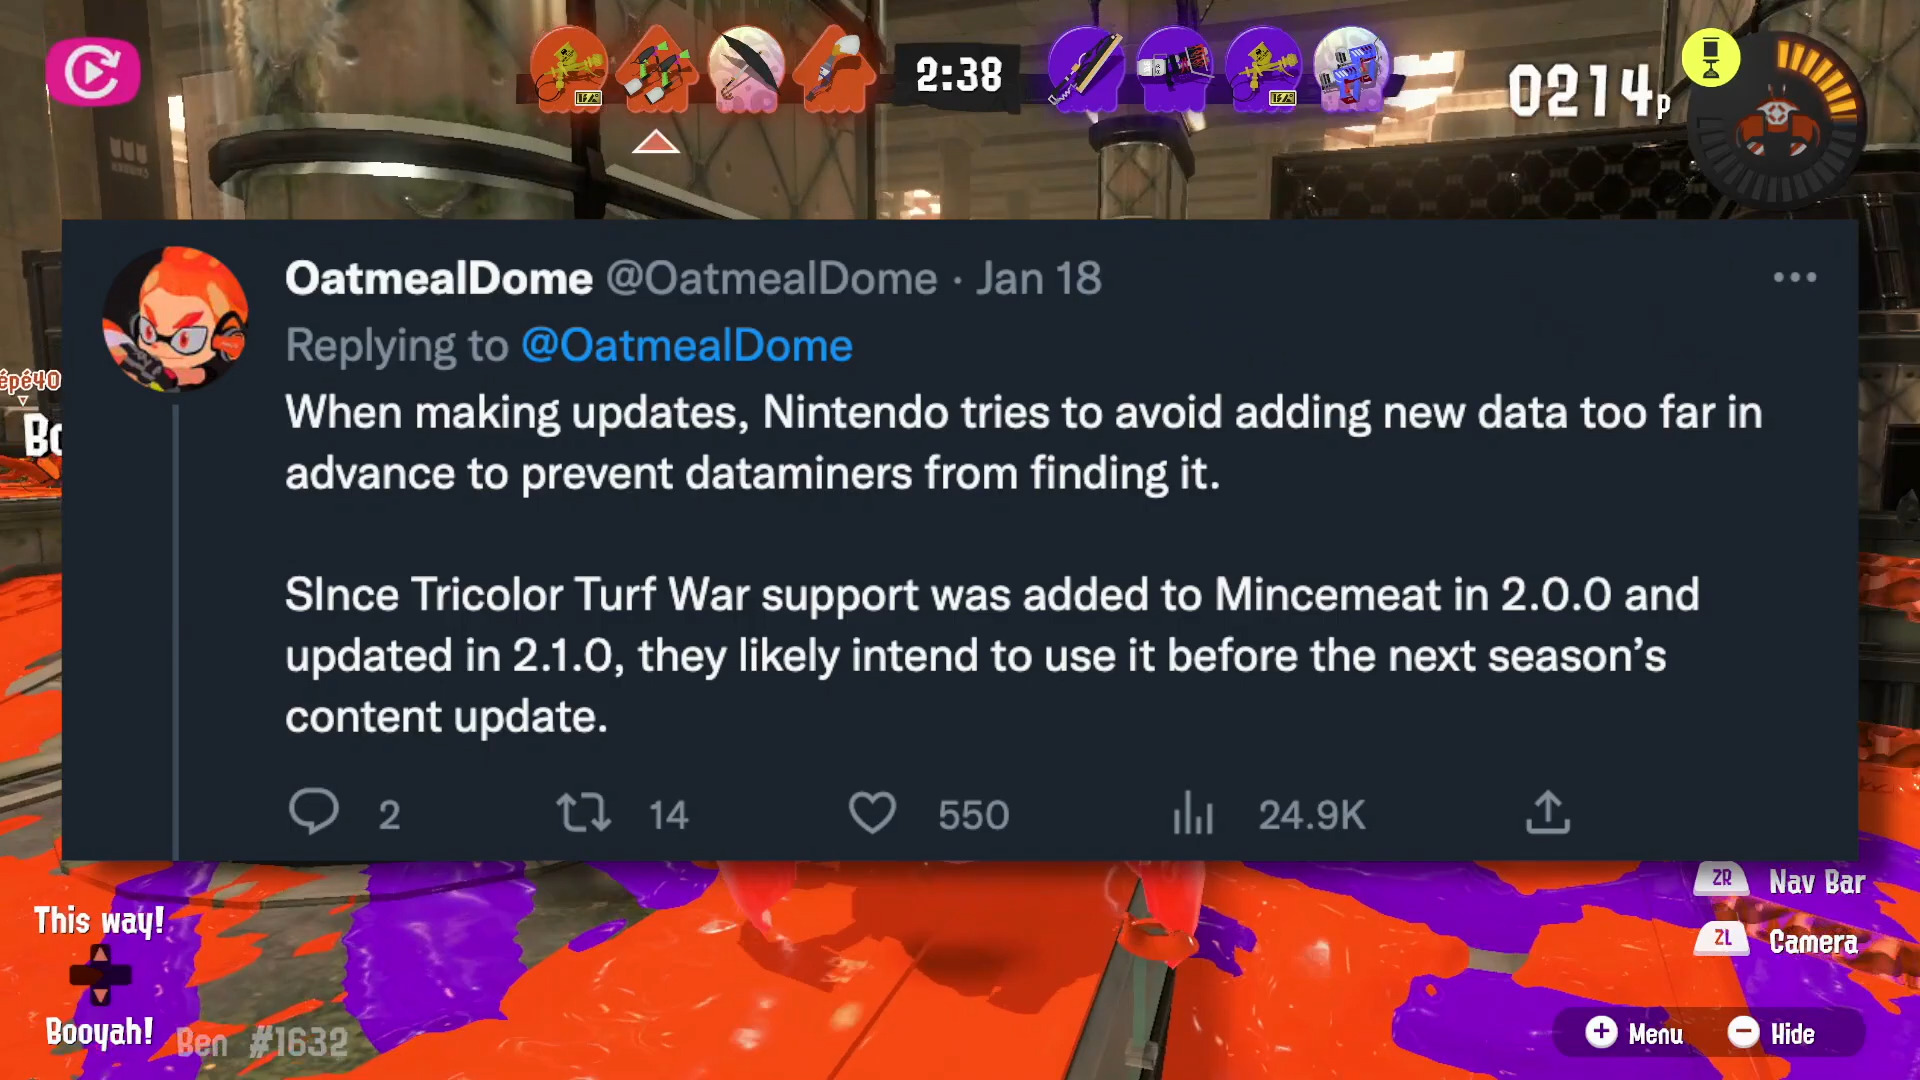 2:38
0214p
OatmealDome @OatmealDome · Jan 18
Replying to @OatmealDome
When making updates, Nintendo tries to avoid adding new data too far in
advance to prevent dataminers from finding it.
SInce Tricolor Turf War support was added to Mincemeat in 2.0.0 and
updated in 2.1.0, they likely intend to use it before the next season's
content update.
2 14 550 24.9K
épé40
Bo
ZR Nav Bar
ZL Camera
This way!
Booyah!
Ben #1632
+ Menu - Hide